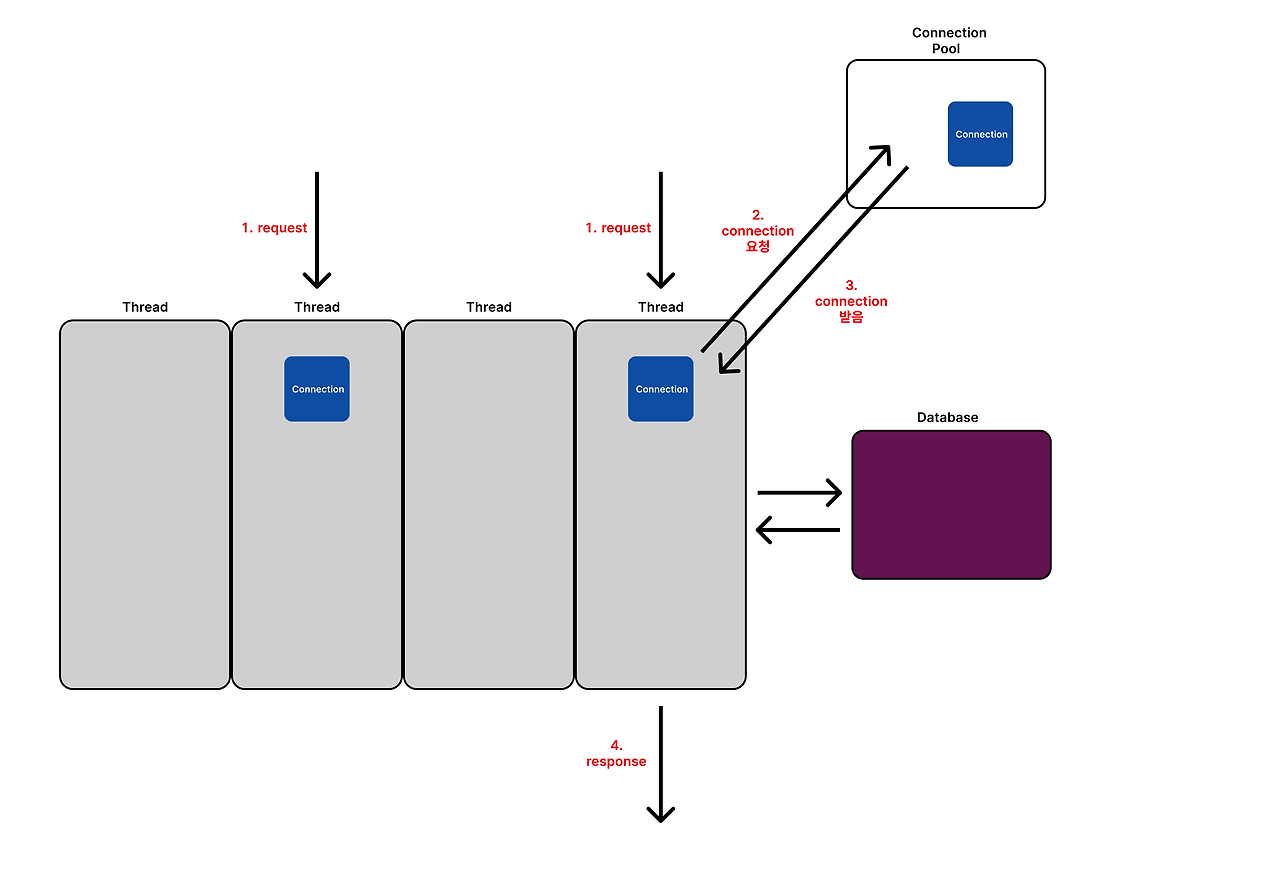 Connection
Pool
Connection
1. request
1. request
2.
connection
요청
3.
connection
받음
Thread
Thread
Thread
Thread
Connection
Connection
Database
4.
response